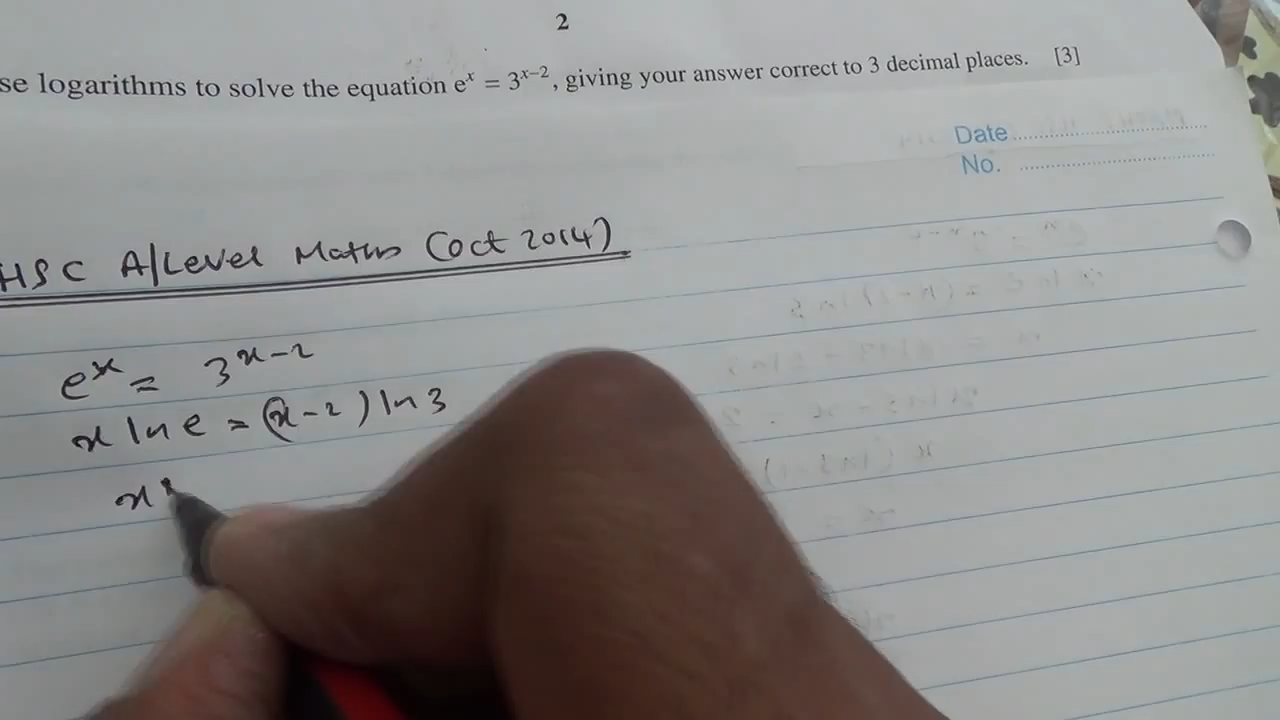 2
se logarithms to solve the equation eˣ = 3ˣ⁻², giving your answer correct to 3 decimal places. [3]
Date
No.
HSC A/Level Maths (Oct 2014)
eˣ = 3ˣ⁻²
x ln e = (x-2) ln 3
x